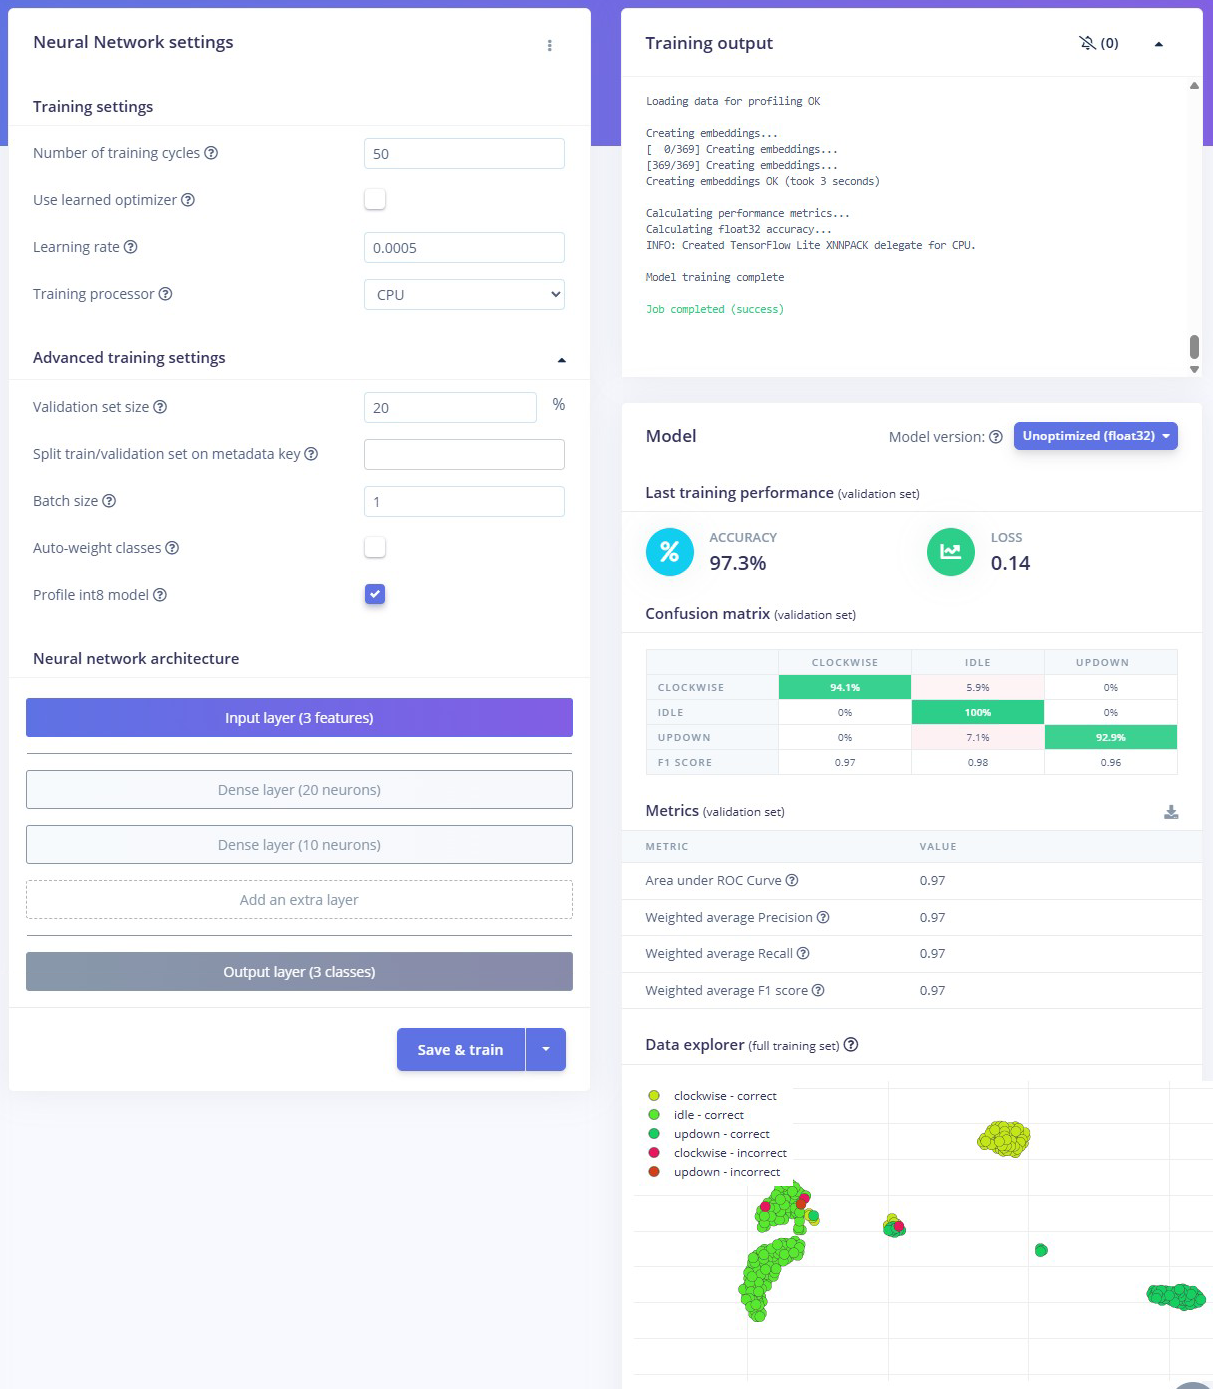 Neural Network settings
Training settings
Number of training cycles
50
Use learned optimizer
Learning rate
0.0005
Training processor
CPU
Advanced training settings
Validation set size
20
%
Split train/validation set on metadata key
Batch size
1
Auto-weight classes
Profile int8 model
Neural network architecture
Input layer (3 features)
Dense layer (20 neurons)
Dense layer (10 neurons)
Add an extra layer
Output layer (3 classes)
Save & train
Training output
(0)
Loading data for profiling OK
Creating embeddings...
[  0/369] Creating embeddings...
[369/369] Creating embeddings...
Creating embeddings OK (took 3 seconds)
Calculating performance metrics...
Calculating float32 accuracy...
INFO: Created TensorFlow Lite XNNPACK delegate for CPU.
Model training complete
Job completed (success)
Model
Model version:
Unoptimized (float32)
Last training performance (validation set)
%
ACCURACY
97.3%
LOSS
0.14
Confusion matrix (validation set)
CLOCKWISE IDLE UPDOWN
CLOCKWISE 94.1% 5.9% 0%
IDLE 0% 100% 0%
UPDOWN 0% 7.1% 92.9%
F1 SCORE 0.97 0.98 0.96
Metrics (validation set)
METRIC VALUE
Area under ROC Curve 0.97
Weighted average Precision 0.97
Weighted average Recall 0.97
Weighted average F1 score 0.97
Data explorer (full training set)
clockwise - correct
idle - correct
updown - correct
clockwise - incorrect
updown - incorrect